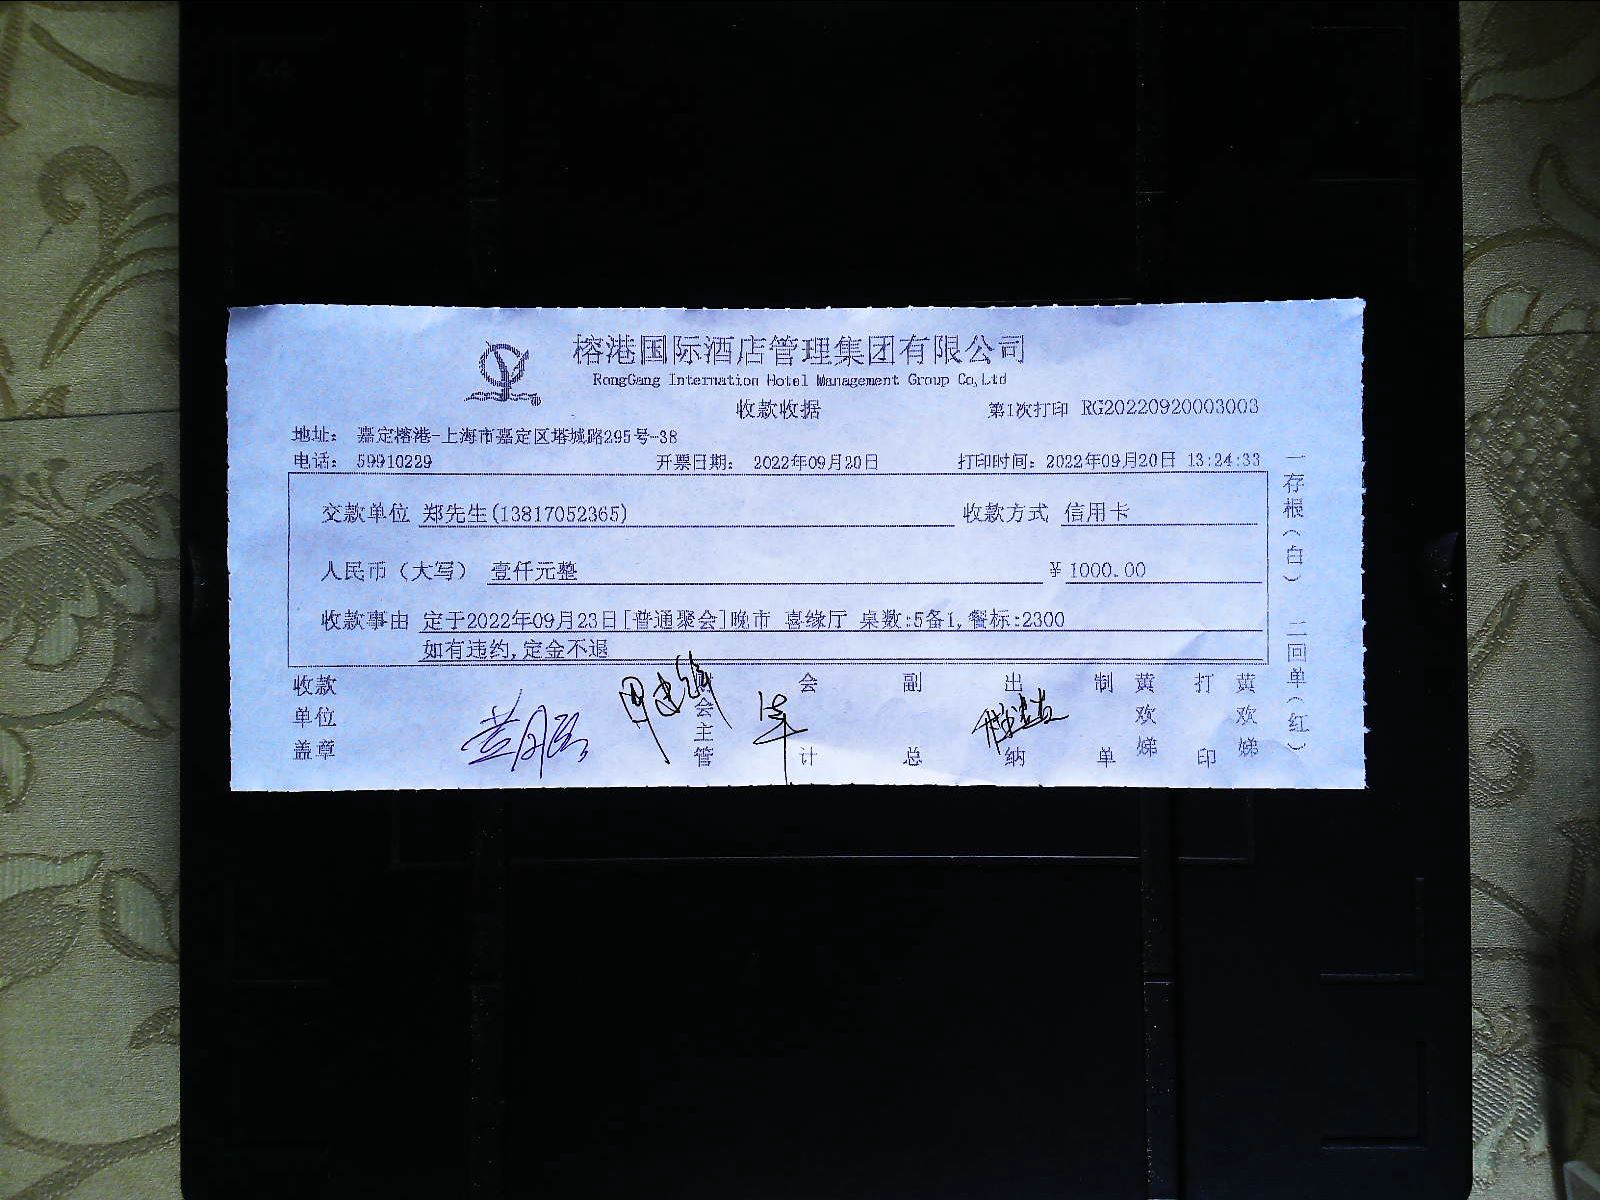 榕港国际酒店管理集团有限公司
RongGang Internation Hotel Management Group Co,Ltd
收款收据 第1次打印 RG20220920003003
地址： 嘉定榕港-上海市嘉定区塔城路295号-38
电话： 59910229 开票日期： 2022年09月20日 打印时间：2022年09月20日 13:24:33
交款单位 郑先生(13817052365) 收款方式 信用卡
人民币（大写） 壹仟元整 ￥1000.00
收款事由 定于2022年09月23日[普通聚会]晚市 喜缘厅 桌数:5备1,餐标:2300
如有违约,定金不退
收款单位盖章
财会主管
会计
副总
出纳
制单 黄欢娣
打印 黄欢娣
一存根（白） 二回单（红）